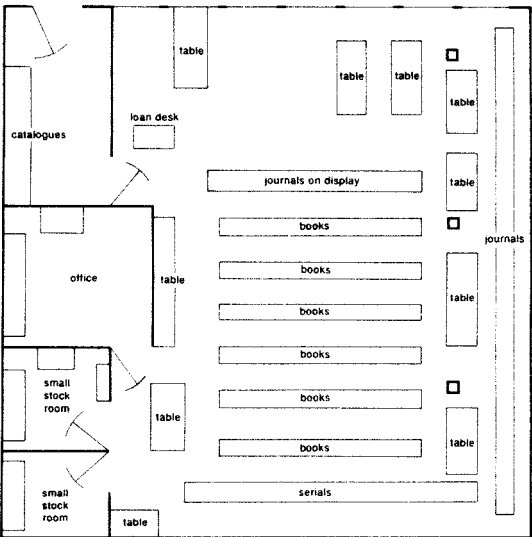 table
table
table
table
catalogues
loan desk
table
journals on display
books
journals
books
office
table
table
books
books
small
stock
room
books
table
table
books
serials
small
stock
room
table